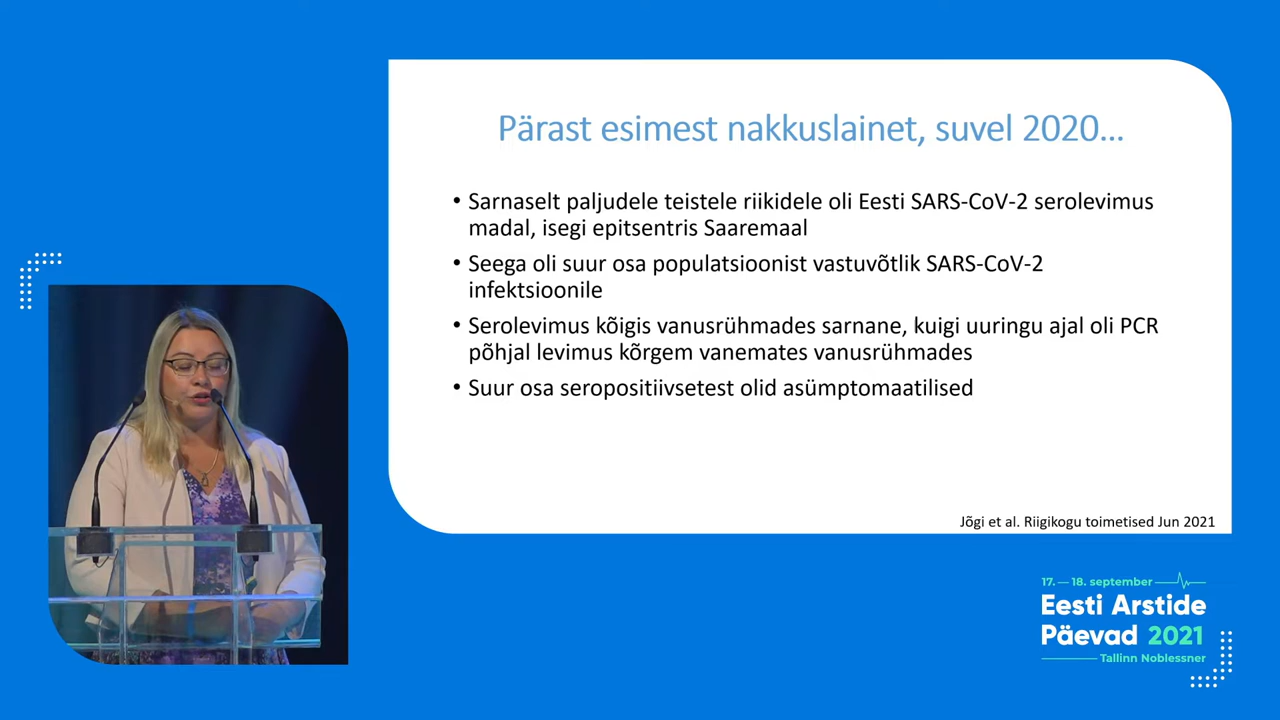 Pärast esimest nakkuslainet, suvel 2020...
• Sarnaselt paljudele teistele riikidele oli Eesti SARS-CoV-2 serolevimus
madal, isegi epitsentris Saaremaal
• Seega oli suur osa populatsioonist vastuvõtlik SARS-CoV-2
infektsioonile
• Serolevimus kõigis vanusrühmades sarnane, kuigi uuringu ajal oli PCR
põhjal levimus kõrgem vanemates vanusrühmades
• Suur osa seropositiivsetest olid asümptomaatilised
Jõgi et al. Riigikogu toimetised Jun 2021
17. — 18. september
Eesti Arstide
Päevad 2021
Tallinn Noblessner